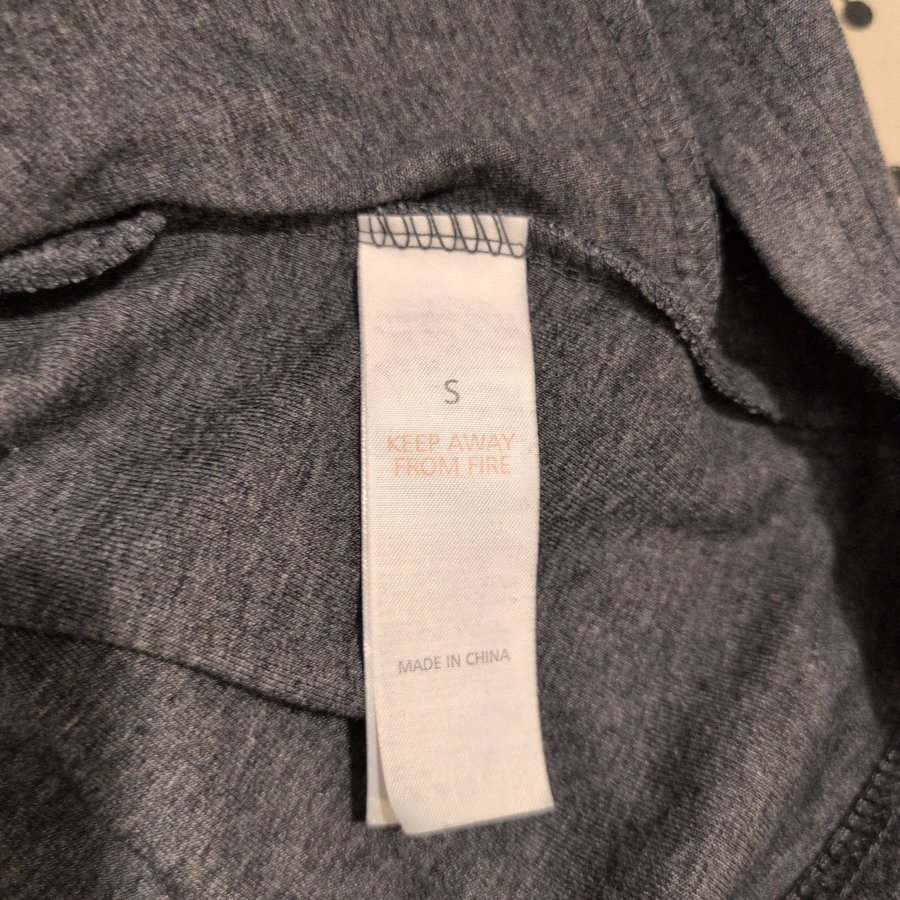 S
KEEP AWAY
FROM FIRE
MADE IN CHINA